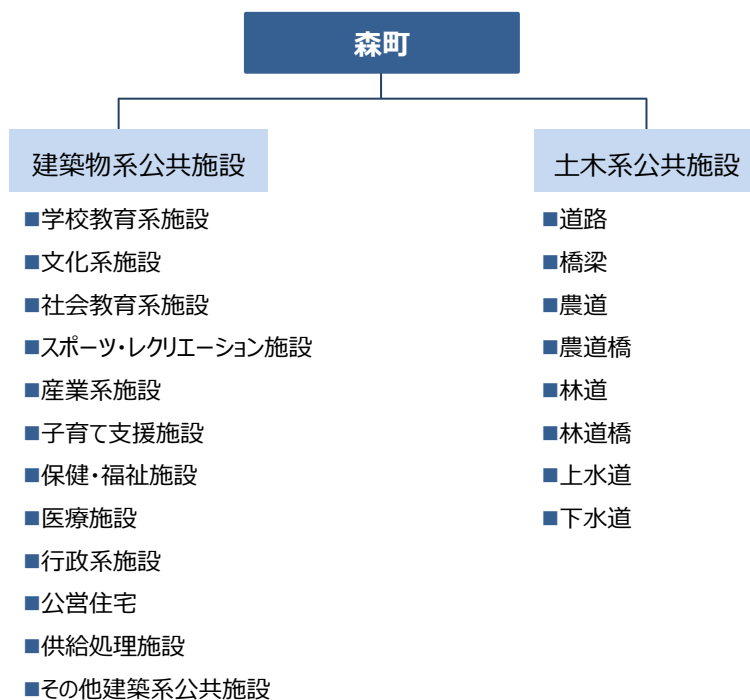 森町
建築物系公共施設
■学校教育系施設
■文化系施設
■社会教育系施設
■スポーツ・レクリエーション施設
■産業系施設
■子育て支援施設
■保健・福祉施設
■医療施設
■行政系施設
■公営住宅
■供給処理施設
■その他建築系公共施設
土木系公共施設
■道路
■橋梁
■農道
■農道橋
■林道
■林道橋
■上水道
■下水道